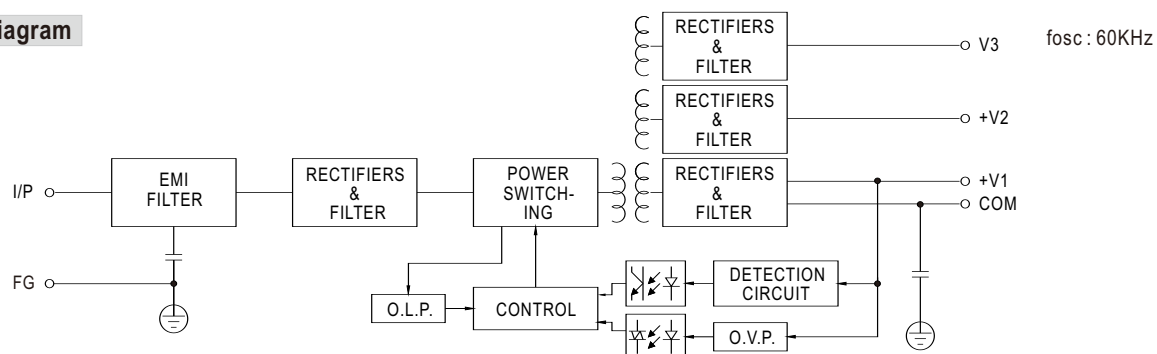 RECTIFIERS
&
FILTER
V3
fosc : 60KHz
RECTIFIERS
&
FILTER
+V2
I/P
EMI
FILTER
RECTIFIERS
&
FILTER
POWER
SWITCH-
ING
RECTIFIERS
&
FILTER
+V1
COM
FG
O.L.P.
CONTROL
DETECTION
CIRCUIT
O.V.P.